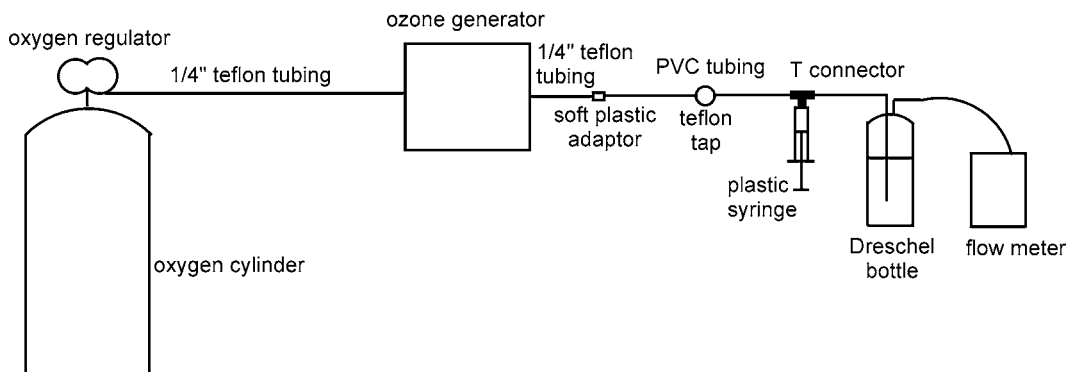 ozone generator
oxygen regulator
1/4" teflon tubing
1/4" teflon
tubing
PVC tubing
T connector
soft plastic
adaptor
teflon
tap
plastic
syringe
Dreschel
bottle
flow meter
oxygen cylinder